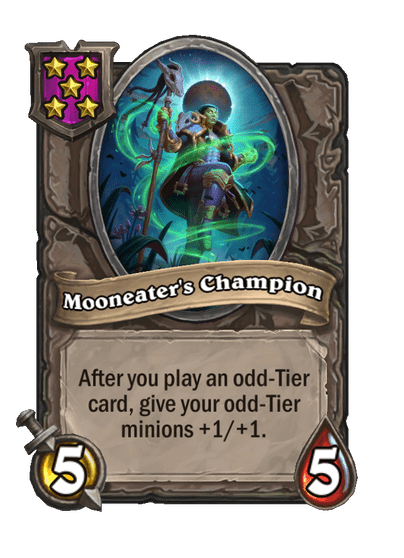 Mooneater's Champion
After you play an odd-Tier
card, give your odd-Tier
minions +1/+1.
5
5